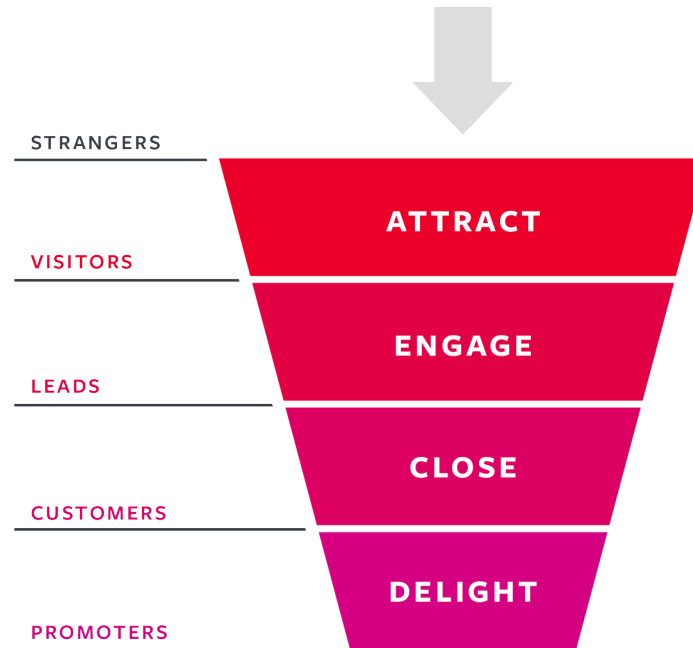 STRANGERS
ATTRACT
VISITORS
ENGAGE
LEADS
CLOSE
CUSTOMERS
DELIGHT
PROMOTERS